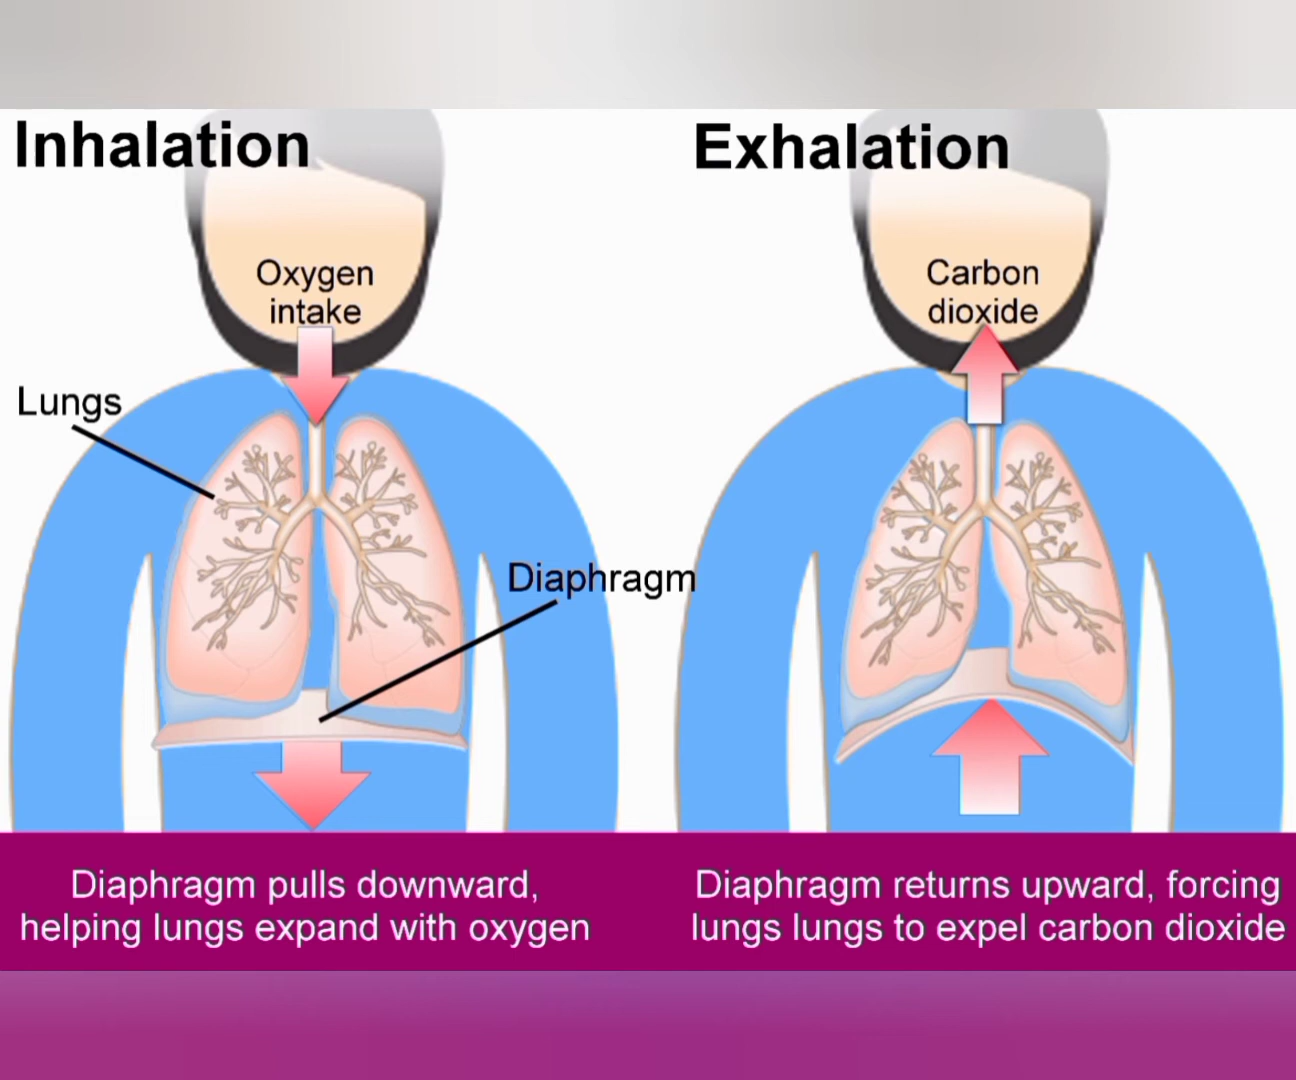 Inhalation
Oxygen
intake
Lungs
Diaphragm
Diaphragm pulls downward,
helping lungs expand with oxygen
Exhalation
Carbon
dioxide
Diaphragm returns upward, forcing
lungs lungs to expel carbon dioxide